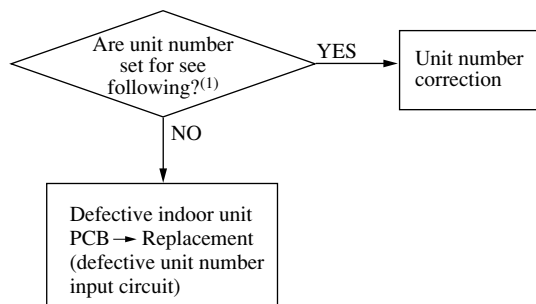 Are unit number
set for see
following?(1)
YES
Unit number
correction
NO
Defective indoor unit
PCB → Replacement
(defective unit number
input circuit)